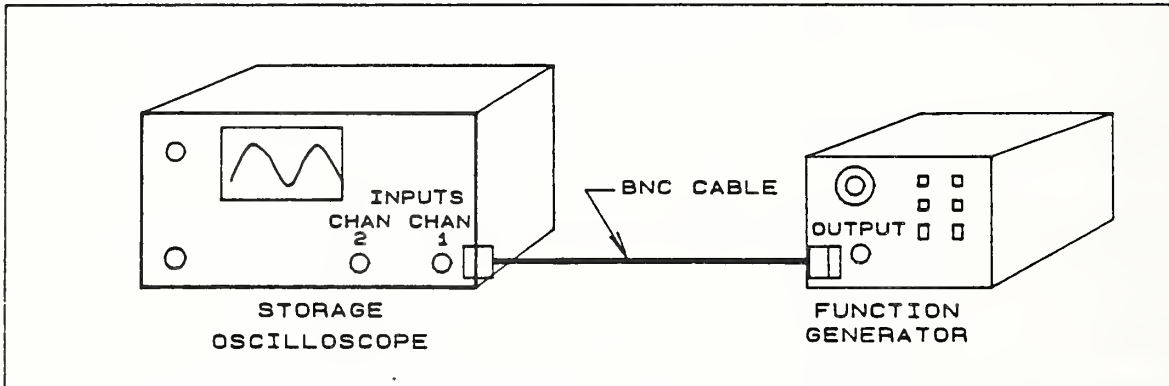 INPUTS
CHAN CHAN
2 1
BNC CABLE
OUTPUT
STORAGE
OSCILLOSCOPE
FUNCTION
GENERATOR